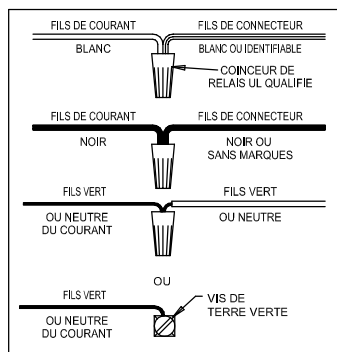 FILS DE COURANT
FILS DE CONNECTEUR
BLANC
BLANC OU IDENTIFIABLE
COINCEUR DE
RELAIS UL QUALIFIE
FILS DE COURANT
FILS DE CONNECTEUR
NOIR
NOIR OU
SANS MARQUES
FILS VERT
FILS VERT
OU NEUTRE
DU COURANT
OU NEUTRE
OU
FILS VERT
VIS DE
TERRE VERTE
OU NEUTRE
DU COURANT